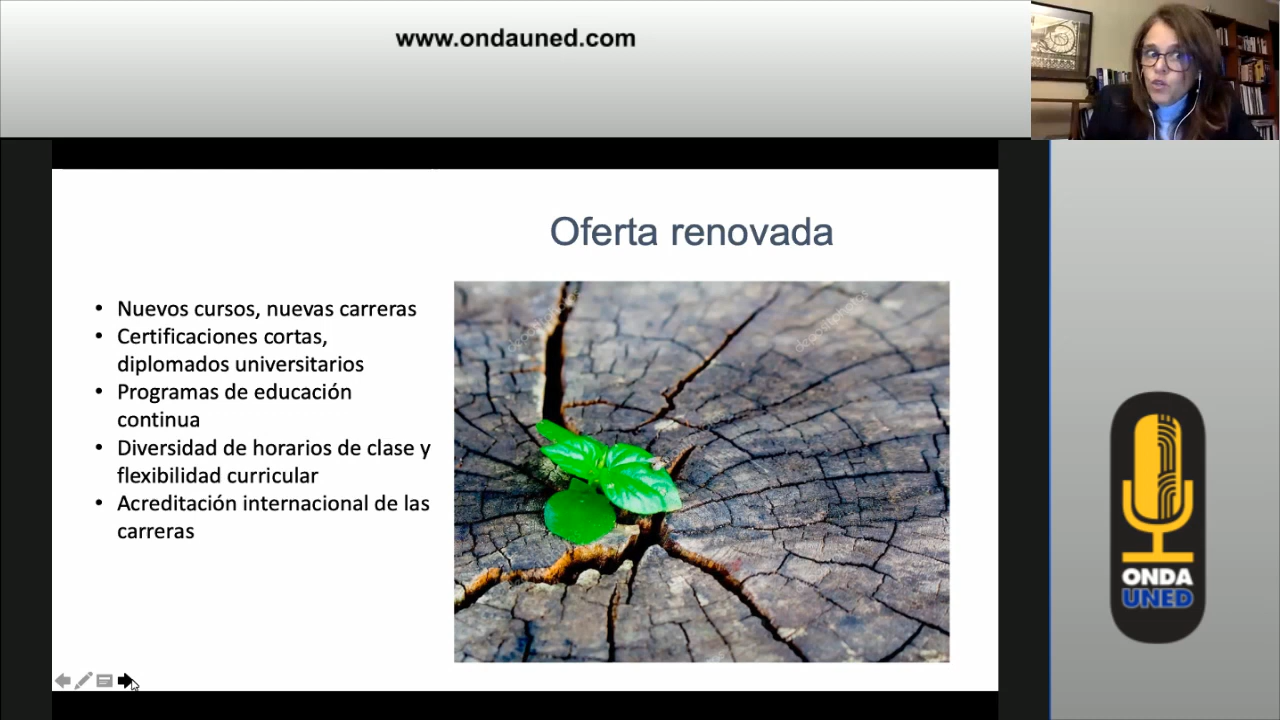 www.ondauned.com
Oferta renovada
• Nuevos cursos, nuevas carreras
• Certificaciones cortas,
diplomados universitarios
• Programas de educación
continua
• Diversidad de horarios de clase y
flexibilidad curricular
• Acreditación internacional de las
carreras
ONDA
UNED